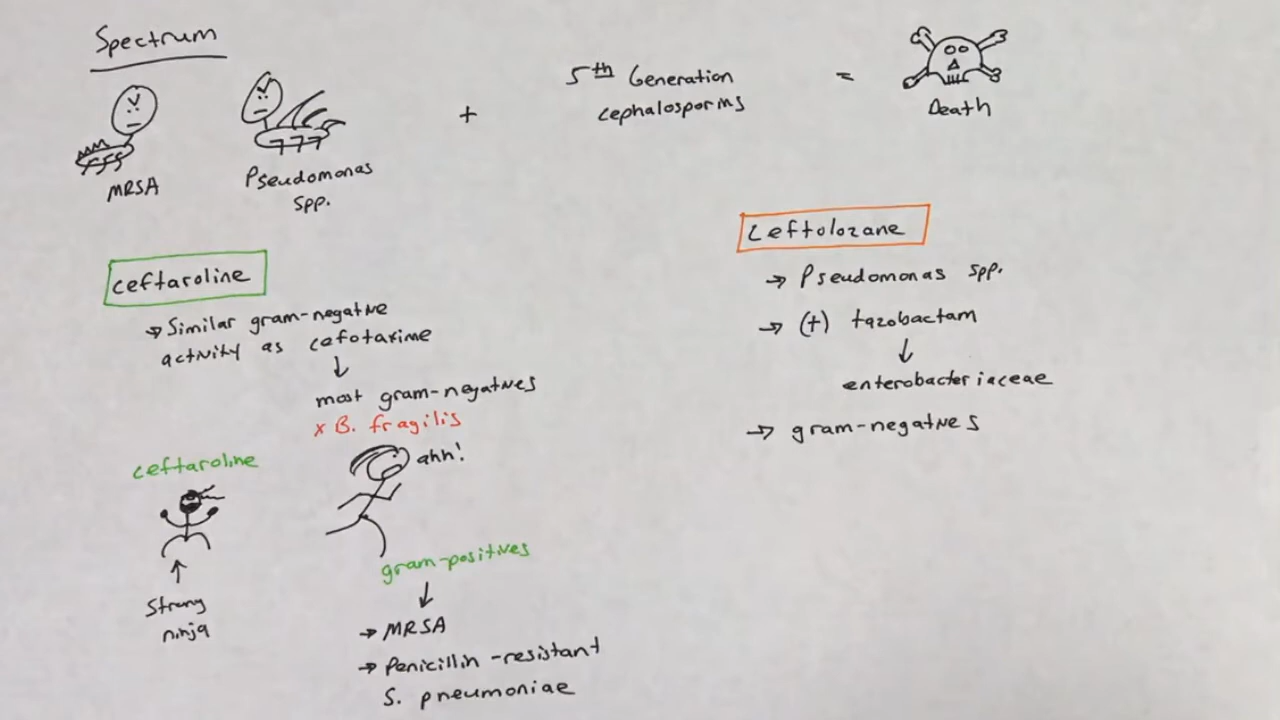 Spectrum
MRSA
Pseudomonas
spp.
+
5th Generation
cephalosporins
=
Death
ceftaroline
→ Similar gram-negative
activity as cefotaxime
↓
most gram-negatives
x B. fragilis
ceftaroline
ahh!
↑
Strong
ninja
gram-positives
↓
→ MRSA
→ Penicillin-resistant
S. pneumoniae
Ceftolozane
→ Pseudomonas spp.
→ (+) tazobactam
↓
enterobacteriaceae
→ gram-negatives